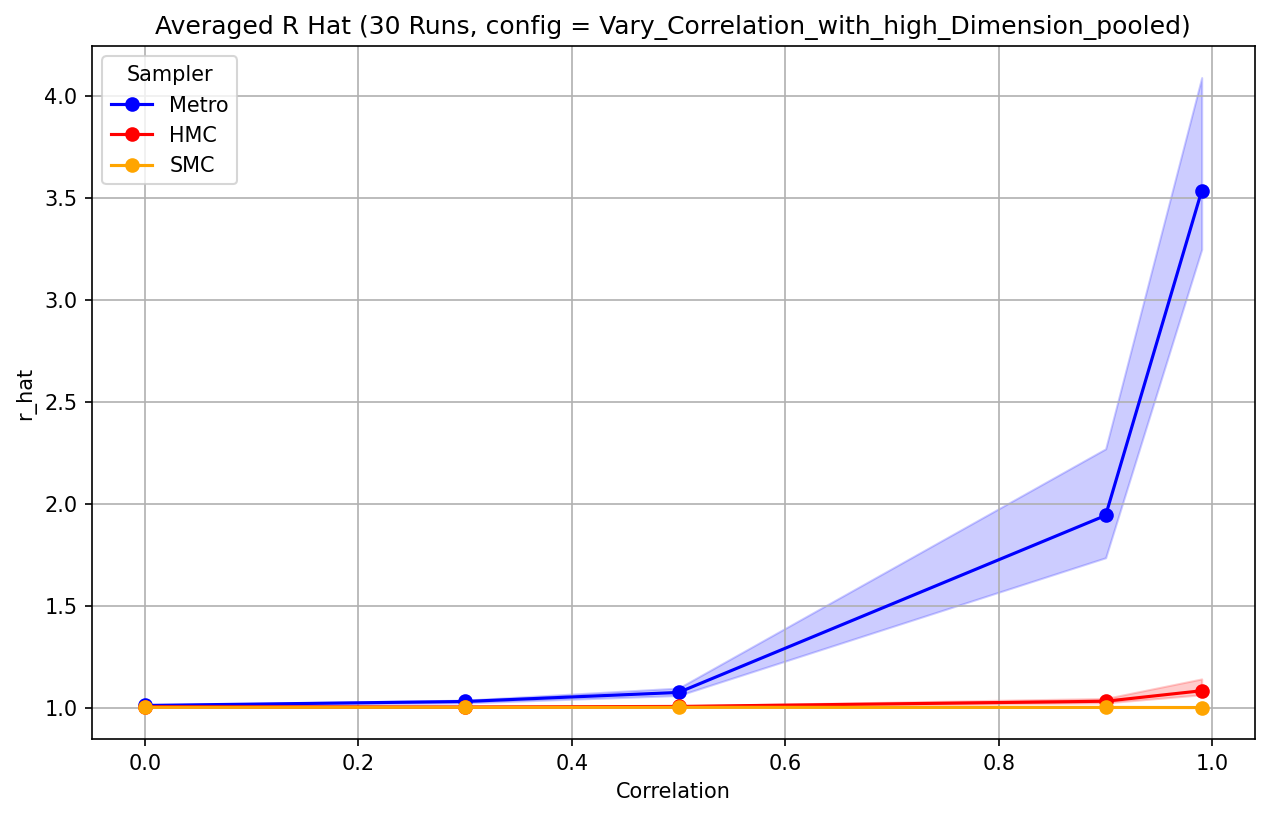 Averaged R Hat (30 Runs, config = Vary_Correlation_with_high_Dimension_pooled)
Sampler
Metro
HMC
SMC
r_hat
4.0
3.5
3.0
2.5
2.0
1.5
1.0
0.0 0.2 0.4 0.6 0.8 1.0
Correlation